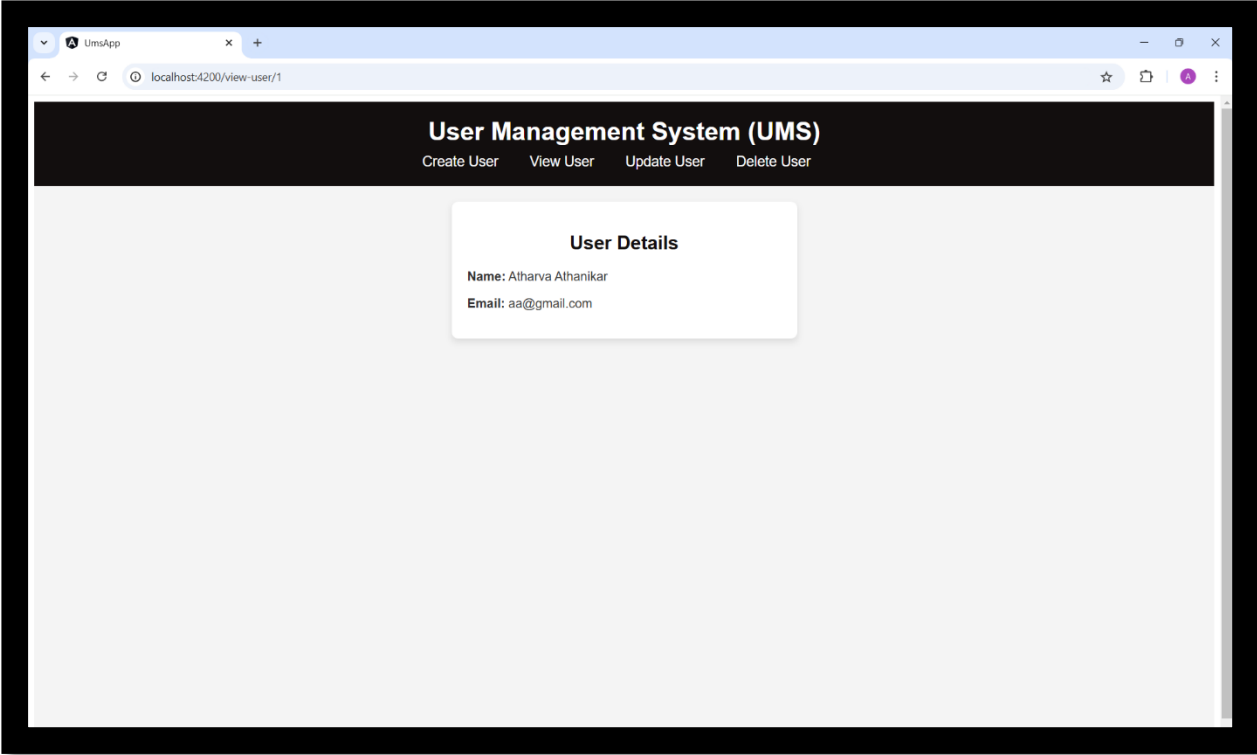 UmsApp
localhost:4200/view-user/1
A
User Management System (UMS)
Create User View User Update User Delete User
User Details
Name: Atharva Athanikar
Email: aa@gmail.com